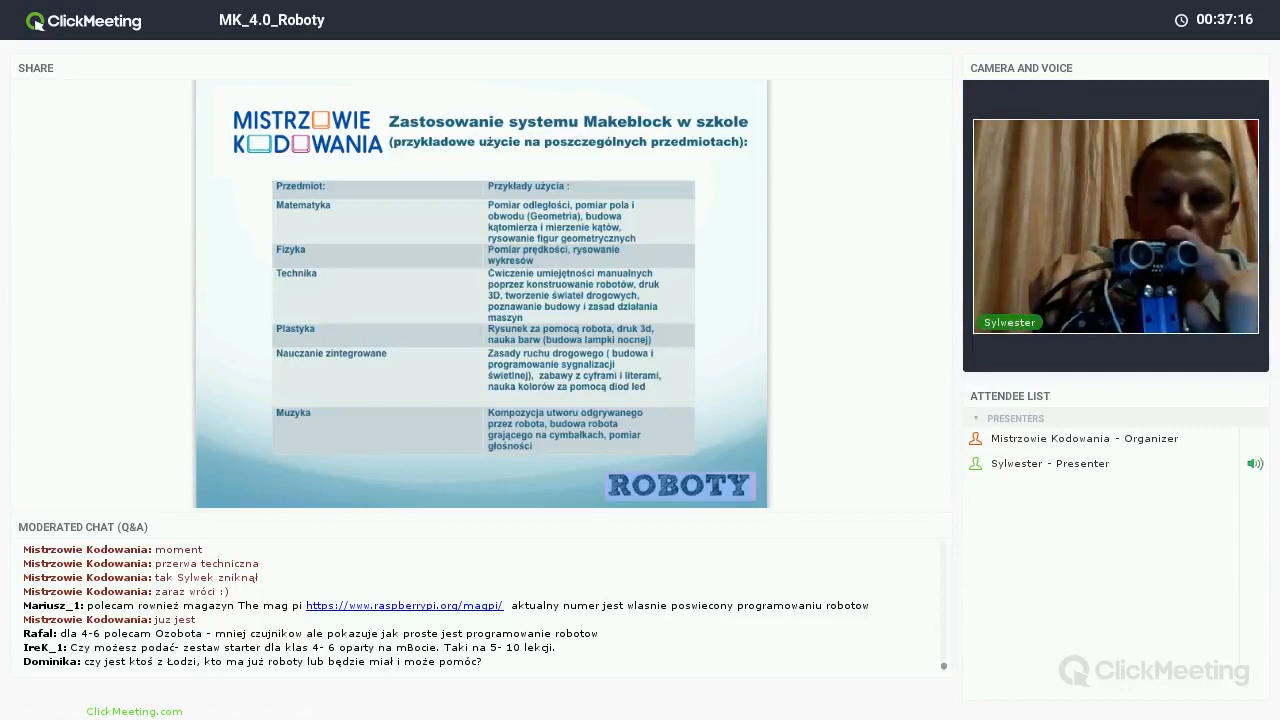 ClickMeeting
MK_4.0_Roboty
00:37:16
SHARE
MISTRZOWIE
KODOWANIA
Zastosowanie systemu Makeblock w szkole
(przykładowe użycie na poszczególnych przedmiotach):
Przedmiot:
Przykłady użycia :
Matematyka
Pomiar odległości, pomiar pola i
obwodu (Geometria), budowa
kątomierza i mierzenie kątów,
rysowanie figur geometrycznych
Fizyka
Pomiar prędkości, rysowanie
wykresów
Technika
Ćwiczenie umiejętności manualnych
poprzez konstruowanie robotów, druk
3D, tworzenie świateł drogowych,
poznawanie budowy i zasad działania
maszyn
Plastyka
Rysunek za pomocą robota, druk 3d,
nauka barw (budowa lampki nocnej)
Nauczanie zintegrowane
Zasady ruchu drogowego ( budowa i
programowanie sygnalizacji
świetlnej), zabawy z cyframi i literami,
nauka kolorów za pomocą diod led
Muzyka
Kompozycja utworu odgrywanego
przez robota, budowa robota
grającego na cymbałkach, pomiar
głośności
ROBOTY
CAMERA AND VOICE
Sylwester
ATTENDEE LIST
PRESENTERS
Mistrzowie Kodowania - Organizer
Sylwester - Presenter
MODERATED CHAT (Q&A)
Mistrzowie Kodowania: moment
Mistrzowie Kodowania: przerwa techniczna
Mistrzowie Kodowania: tak Sylwek zniknął
Mistrzowie Kodowania: zaraz wróci :)
Mariusz_1: polecam rownież magazyn The mag pi https://www.raspberrypi.org/magpi/ aktualny numer jest wlasnie poswiecony programowaniu robotow
Mistrzowie Kodowania: juz jest
Rafał: dla 4-6 polecam Ozobota - mniej czujnikow ale pokazuje jak proste jest programowanie robotow
IreK_1: Czy możesz podać- zestaw starter dla klas 4- 6 oparty na mBocie. Taki na 5- 10 lekcji.
Dominika: czy jest ktoś z Łodzi, kto ma już roboty lub będzie miał i może pomóc?
ClickMeeting
ClickMeeting.com